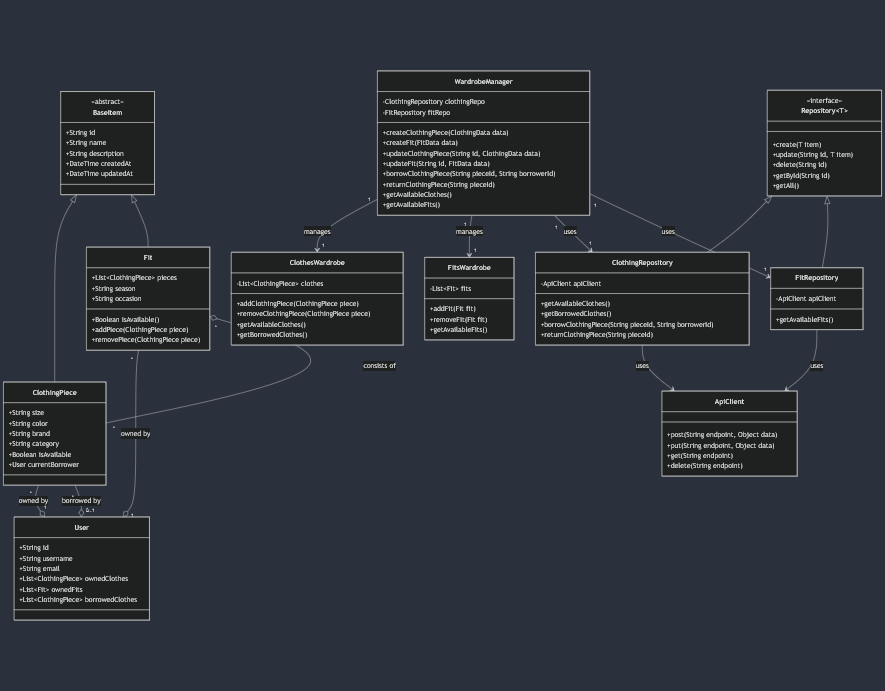 WardrobeManager
-ClothingRepository clothingRepo
-FitRepository fitRepo
+createClothingPiece(ClothingData data)
+createFit(FitData data)
+updateClothingPiece(String id, ClothingData data)
+updateFit(String id, FitData data)
+borrowClothingPiece(String pieceId, String borrowerId)
+returnClothingPiece(String pieceId)
+getAvailableClothes()
+getAvailableFits()
«abstract»
BaseItem
+String id
+String name
+String description
+DateTime createdAt
+DateTime updatedAt
«interface»
Repository<T>
+create(T item)
+update(String id, T item)
+delete(String id)
+getById(String id)
+getAll()
1
1
1
1
manages
manages
uses
uses
1
1
1
1
Fit
+List<ClothingPiece> pieces
+String season
+String occasion
+Boolean isAvailable()
+addPiece(ClothingPiece piece)
+removePiece(ClothingPiece piece)
*
*
ClothesWardrobe
-List<ClothingPiece> clothes
+addClothingPiece(ClothingPiece piece)
+removeClothingPiece(ClothingPiece piece)
+getAvailableClothes()
+getBorrowedClothes()
FitsWardrobe
-List<Fit> fits
+addFit(Fit fit)
+removeFit(Fit fit)
+getAvailableFits()
ClothingRepository
-ApiClient apiClient
+getAvailableClothes()
+getBorrowedClothes()
+borrowClothingPiece(String pieceId, String borrowerId)
+returnClothingPiece(String pieceId)
FitRepository
-ApiClient apiClient
+getAvailableFits()
consists of
uses
uses
ClothingPiece
+String size
+String color
+String brand
+String category
+Boolean isAvailable
+User currentBorrower
*
owned by
ApiClient
+post(String endpoint, Object data)
+put(String endpoint, Object data)
+get(String endpoint)
+delete(String endpoint)
*
*
owned by
borrowed by
1
0..1
1
User
+String id
+String username
+String email
+List<ClothingPiece> ownedClothes
+List<Fit> ownedFits
+List<ClothingPiece> borrowedClothes